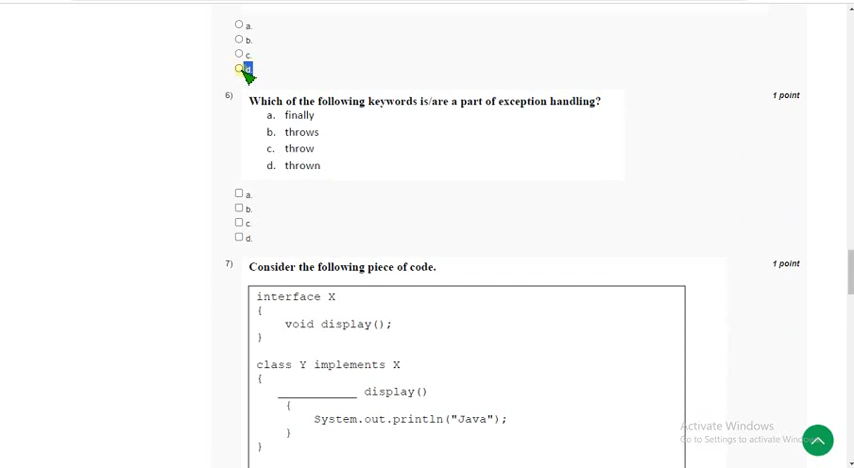 a.
b.
c.
d.
6) Which of the following keywords is/are a part of exception handling? 1 point
a. finally
b. throws
c. throw
d. thrown
a.
b.
c.
d.
7) Consider the following piece of code. 1 point
interface X
{
void display();
}
class Y implements X
{
___________ display()
{
System.out.println("Java");
}
}
Activate Windows
Go to Settings to activate Windows